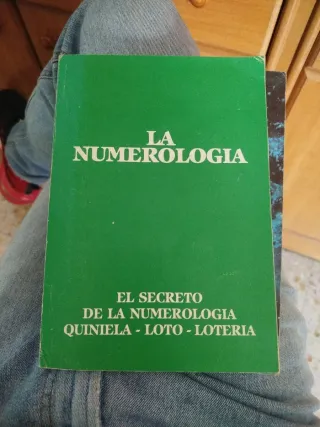 LA
NUMEROLOGIA
EL SECRETO
DE LA NUMEROLOGIA
QUINIELA - LOTO - LOTERIA